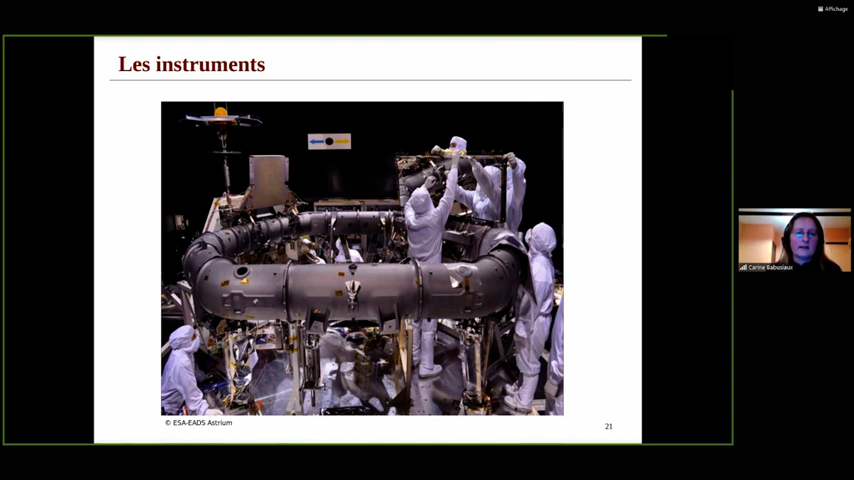 Affichage
Les instruments
© ESA-EADS Astrium
21
Carine Babusiaux